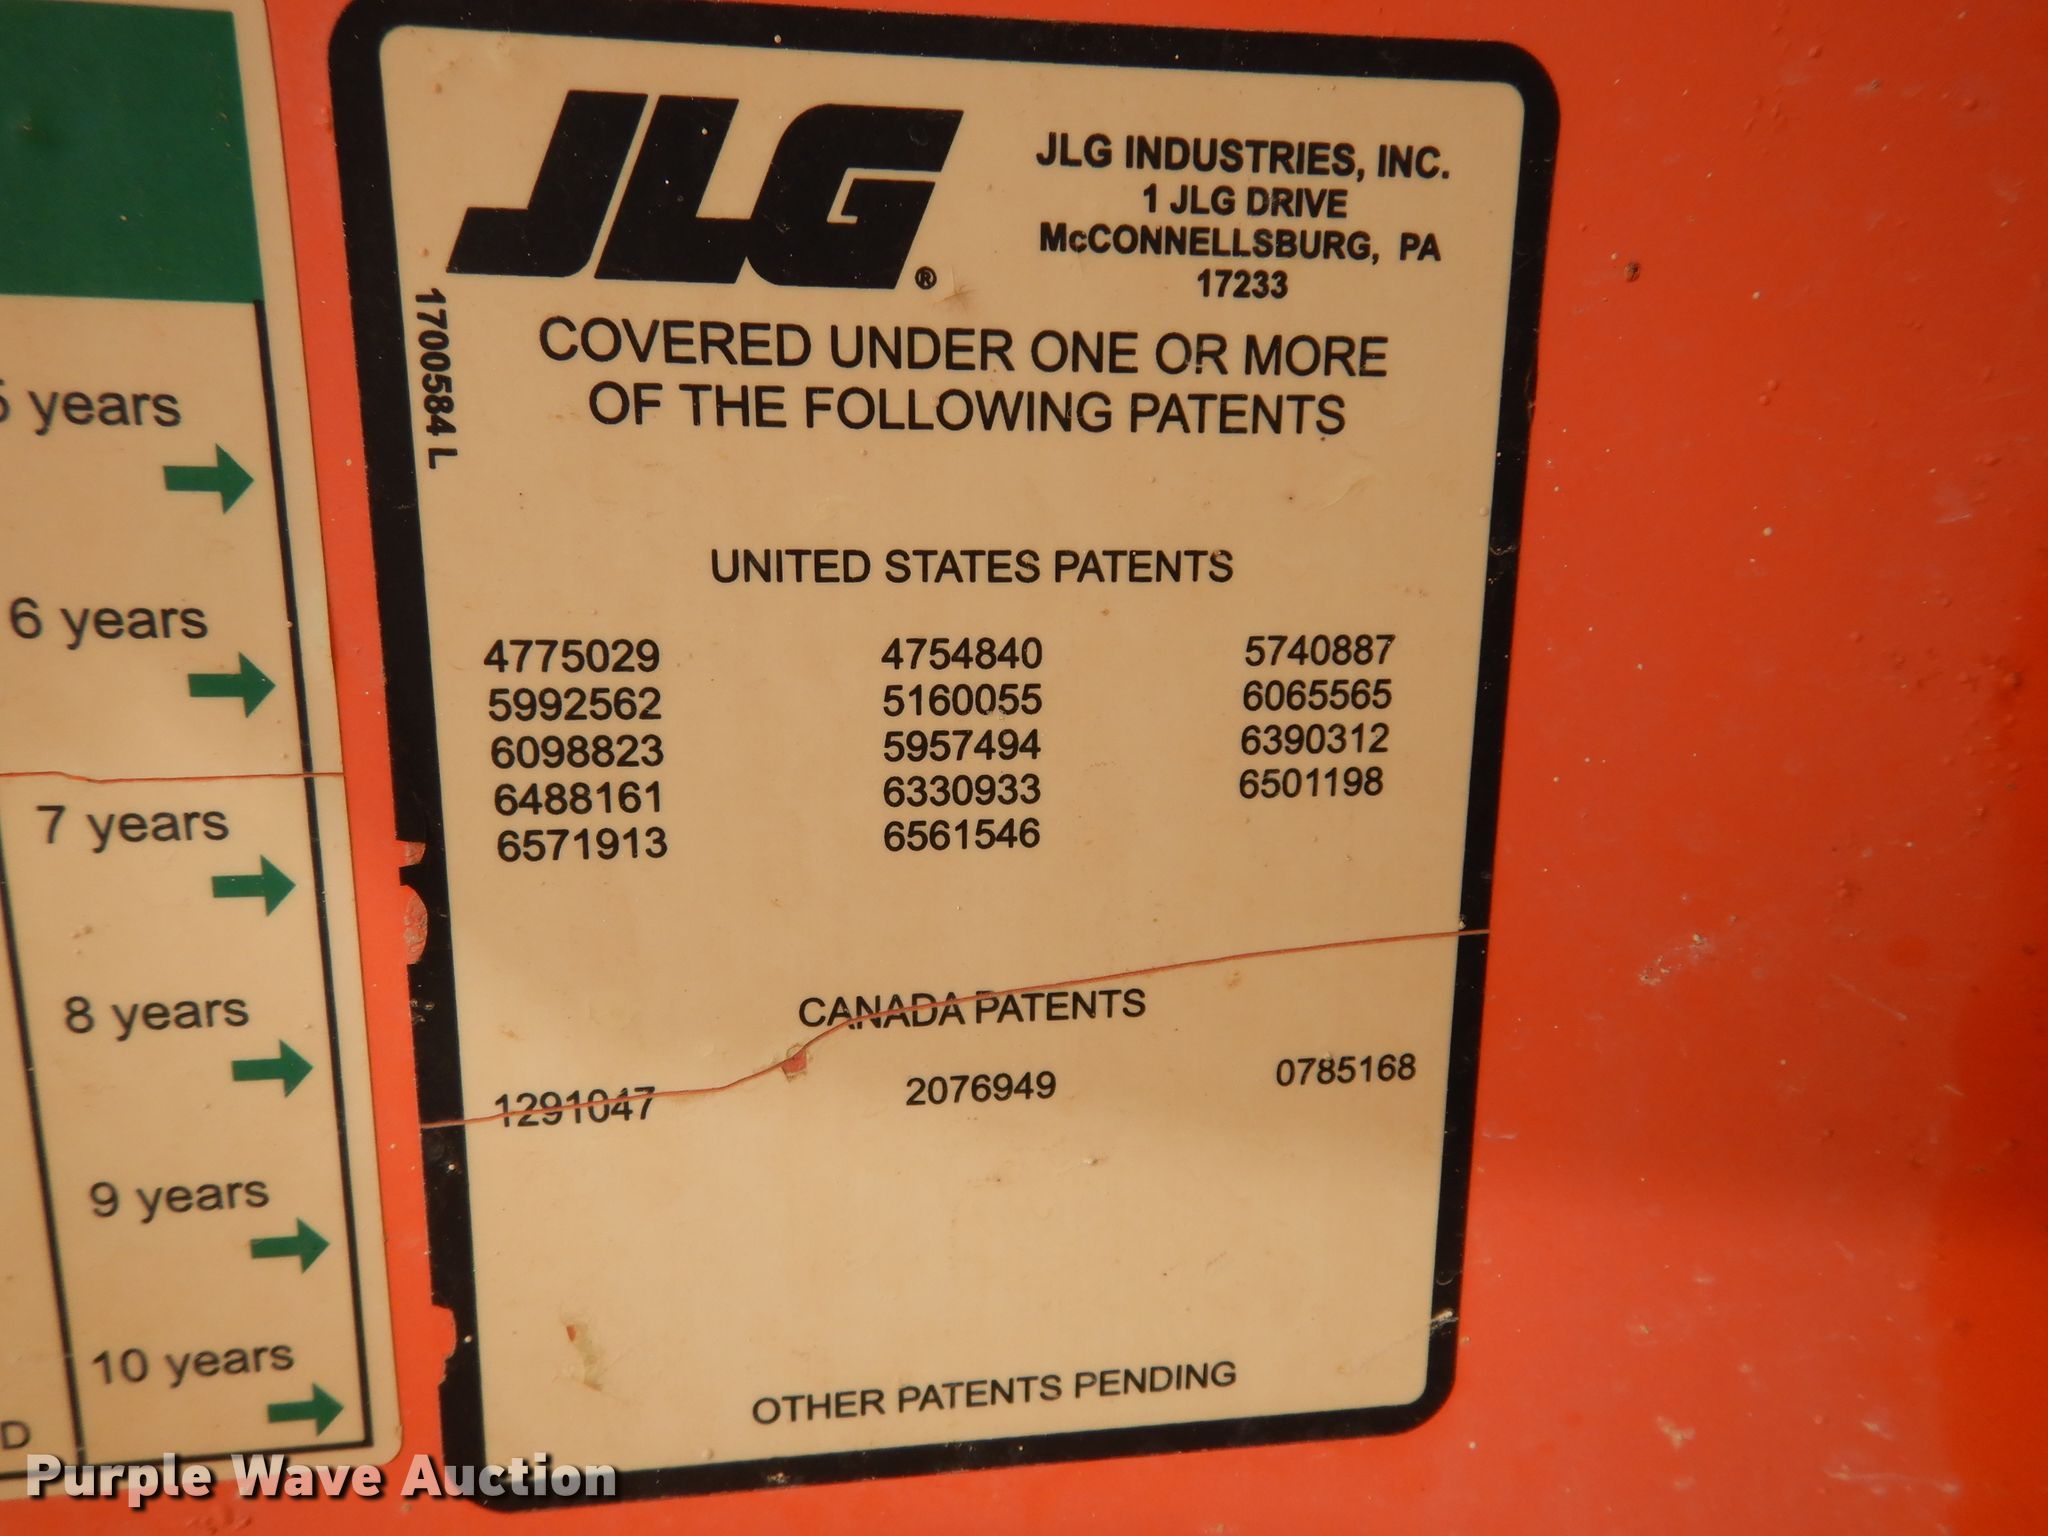 5 years
6 years
7 years
8 years
9 years
10 years
D
JLG®
JLG INDUSTRIES, INC.
1 JLG DRIVE
McCONNELLSBURG, PA
17233
1700584 L
COVERED UNDER ONE OR MORE
OF THE FOLLOWING PATENTS
UNITED STATES PATENTS
4775029 4754840 5740887
5992562 5160055 6065565
6098823 5957494 6390312
6488161 6330933 6501198
6571913 6561546
CANADA PATENTS
1291047 2076949 0785168
OTHER PATENTS PENDING
Purple Wave Auction